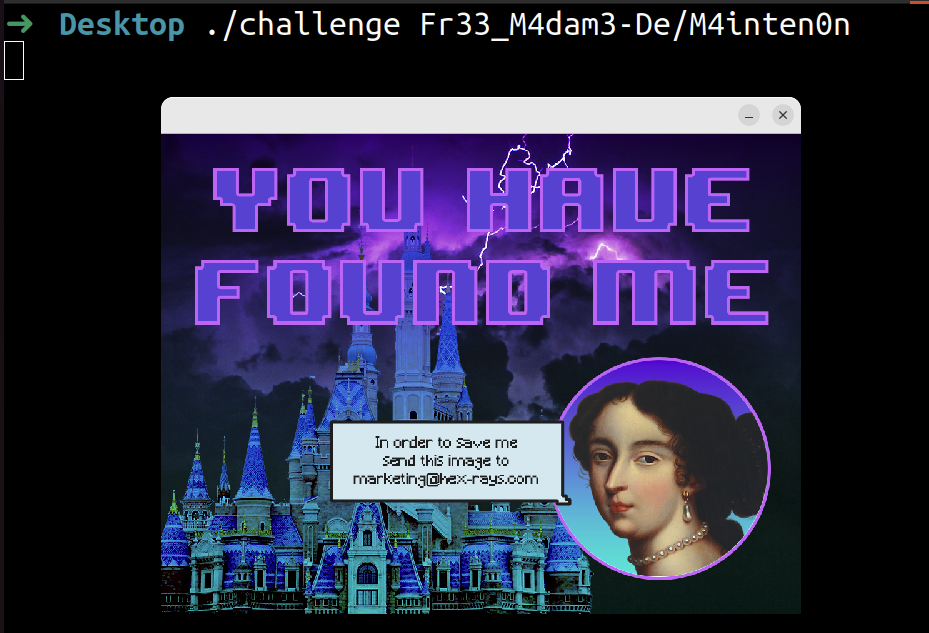 ➜ Desktop ./challenge Fr33_M4dam3-De/M4inten0n
YOU HAVE
FOUND ME
In order to save me
send this image to
marketing@hex-rays.com